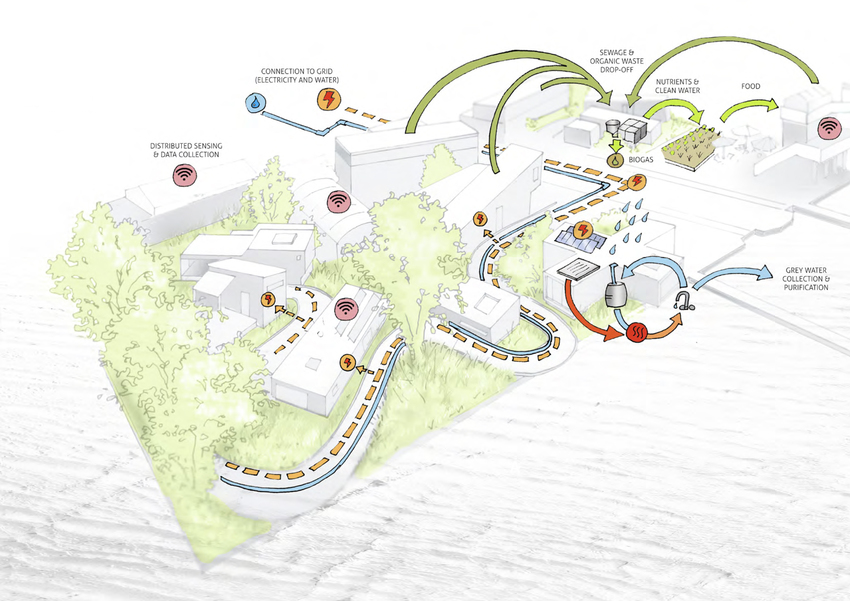 SEWAGE &
ORGANIC WASTE
DROP-OFF
CONNECTION TO GRID
(ELECTRICITY AND WATER)
NUTRIENTS &
CLEAN WATER
FOOD
DISTRIBUTED SENSING
& DATA COLLECTION
BIOGAS
GREY WATER
COLLECTION &
PURIFICATION